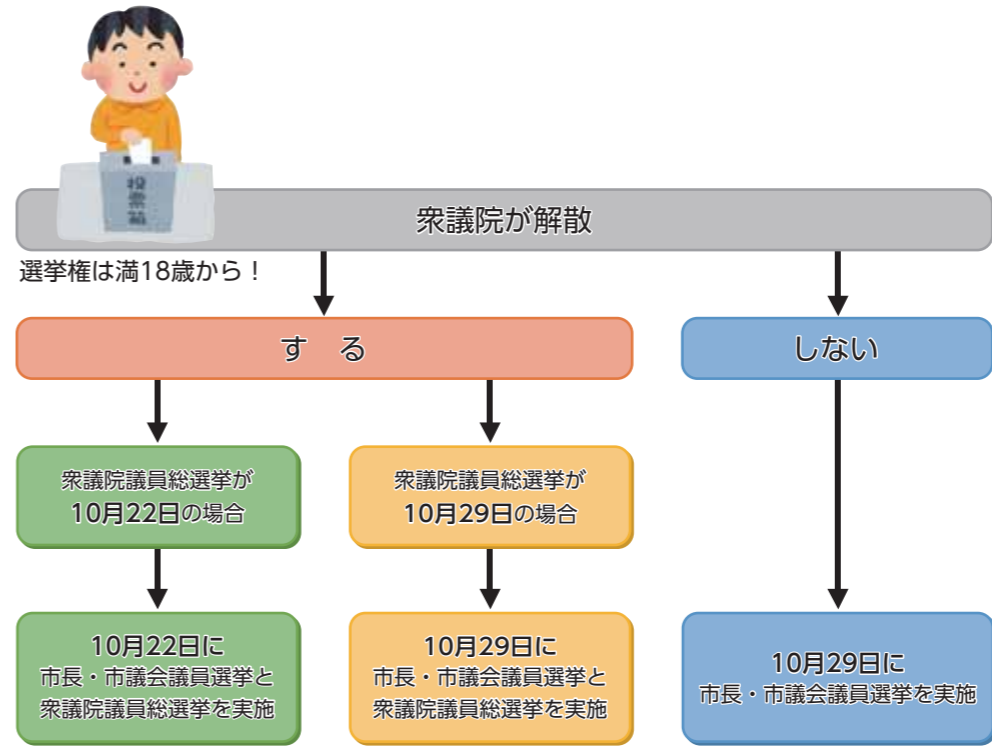 投票箱
衆議院が解散
選挙権は満18歳から！
する
しない
衆議院議員総選挙が
10月22日の場合
衆議院議員総選挙が
10月29日の場合
10月22日に
市長・市議会議員選挙と
衆議院議員総選挙を実施
10月29日に
市長・市議会議員選挙と
衆議院議員総選挙を実施
10月29日に
市長・市議会議員選挙を実施